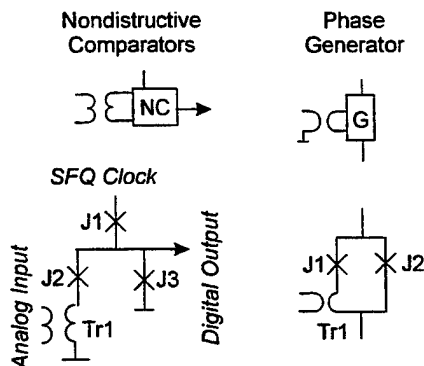 Nondistructive
Comparators
Phase
Generator
NC
G
SFQ Clock
J1
J2
J3
Tr1
Analog Input
Digital Output
J1
J2
Tr1